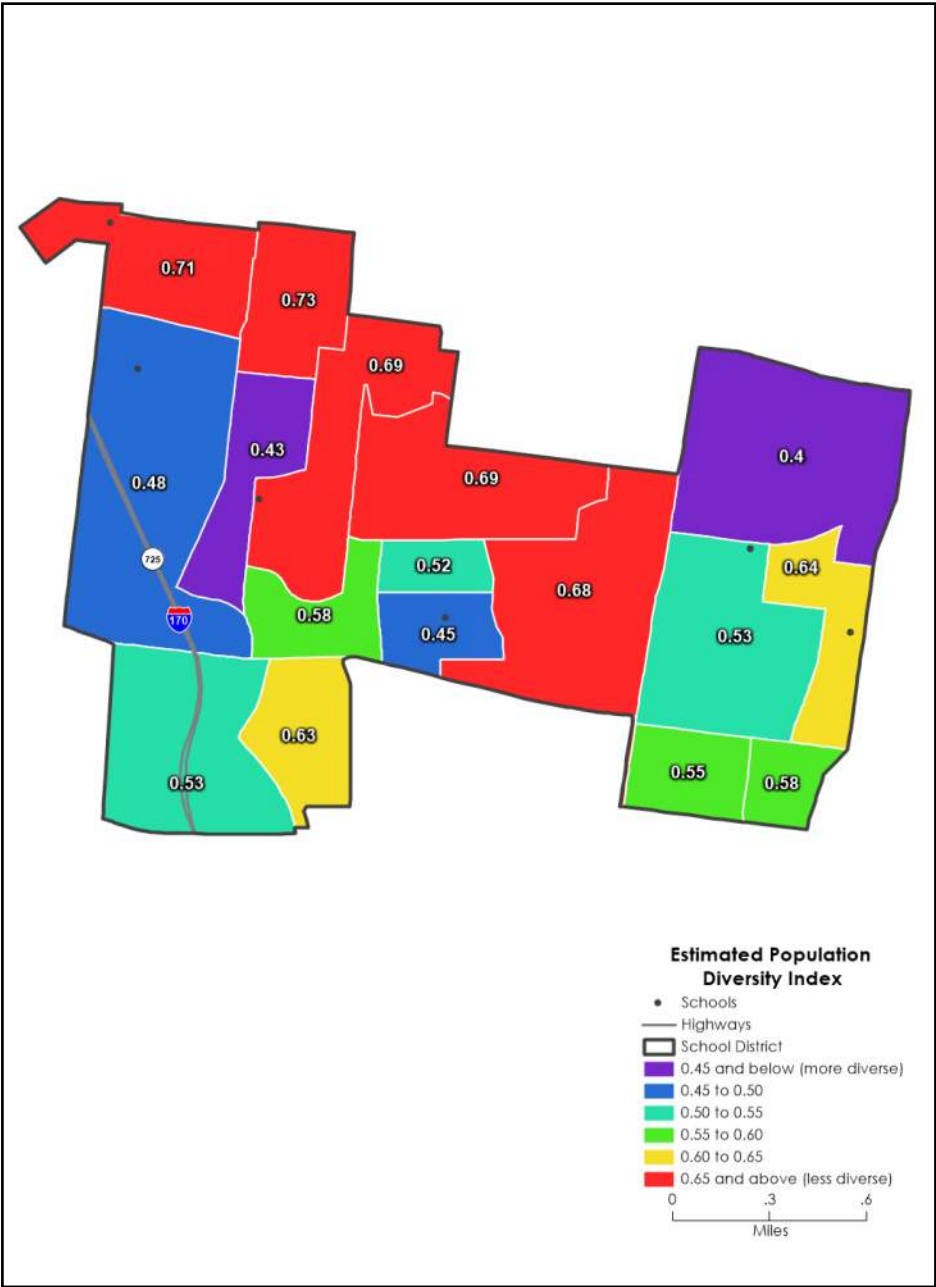 0.71
0.73
0.69
0.43
0.4
0.69
0.48
725
0.52
0.64
0.68
170
0.58
0.45
0.53
0.63
0.53
0.55
0.58
Estimated Population
Diversity Index
Schools
Highways
School District
0.45 and below (more diverse)
0.45 to 0.50
0.50 to 0.55
0.55 to 0.60
0.60 to 0.65
0.65 and above (less diverse)
0 .3 .6
Miles